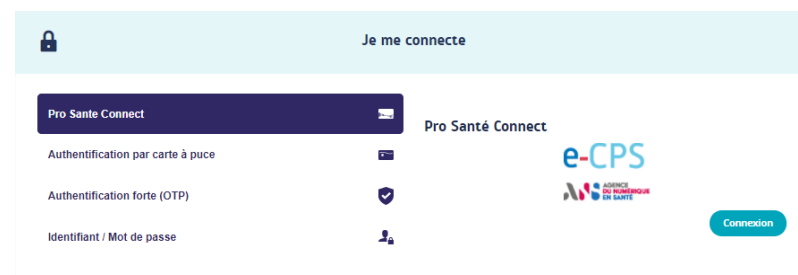 Je me connecte
Pro Sante Connect
Authentification par carte à puce
Authentification forte (OTP)
Identifiant / Mot de passe
Pro Santé Connect
e-CPS
ANS AGENCE
DU NUMÉRIQUE
EN SANTÉ
Connexion